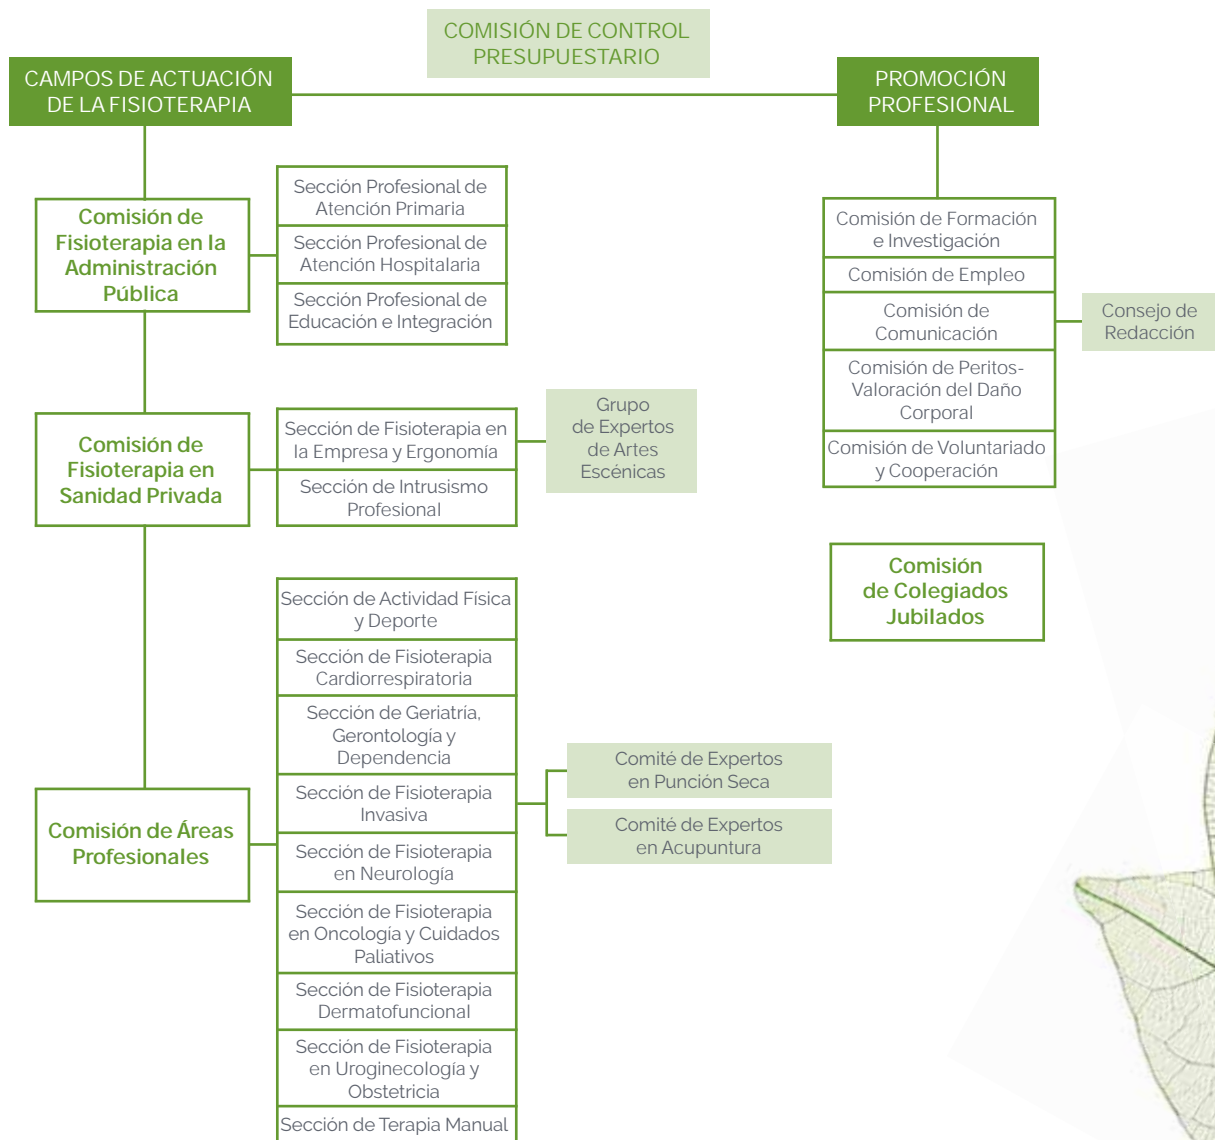 COMISIÓN DE CONTROL
PRESUPUESTARIO
CAMPOS DE ACTUACIÓN
DE LA FISIOTERAPIA
PROMOCIÓN
PROFESIONAL
Comisión de
Fisioterapia en la
Administración
Pública
Sección Profesional de
Atención Primaria
Sección Profesional de
Atención Hospitalaria
Sección Profesional de
Educación e Integración
Comisión de
Fisioterapia en
Sanidad Privada
Sección de Fisioterapia en
la Empresa y Ergonomía
Sección de Intrusismo
Profesional
Grupo
de Expertos
de Artes
Escénicas
Comisión de Áreas
Profesionales
Sección de Actividad Física
y Deporte
Sección de Fisioterapia
Cardiorrespiratoria
Sección de Geriatría,
Gerontología y
Dependencia
Sección de Fisioterapia
Invasiva
Sección de Fisioterapia
en Neurología
Sección de Fisioterapia
en Oncología y Cuidados
Paliativos
Sección de Fisioterapia
Dermatofuncional
Sección de Fisioterapia
en Uroginecología y
Obstetricia
Sección de Terapia Manual
Comité de Expertos
en Punción Seca
Comité de Expertos
en Acupuntura
Comisión de Formación
e Investigación
Comisión de Empleo
Comisión de
Comunicación
Comisión de Peritos-
Valoración del Daño
Corporal
Comisión de Voluntariado
y Cooperación
Consejo de
Redacción
Comisión
de Colegiados
Jubilados